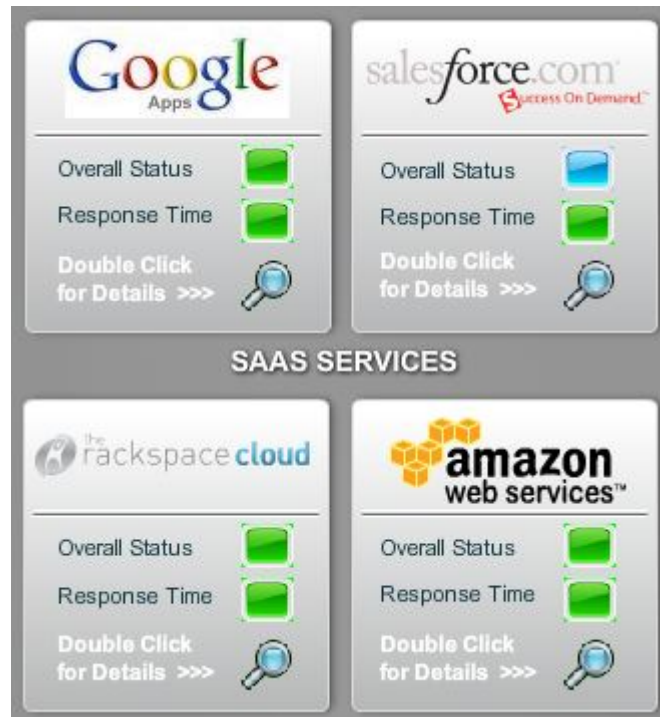 Google
Apps
Overall Status
Response Time
Double Click
for Details >>>
salesforce.com
Success On Demand.™
Overall Status
Response Time
Double Click
for Details >>>
SAAS SERVICES
the
rackspace cloud
Overall Status
Response Time
Double Click
for Details >>>
amazon
web services™
Overall Status
Response Time
Double Click
for Details >>>